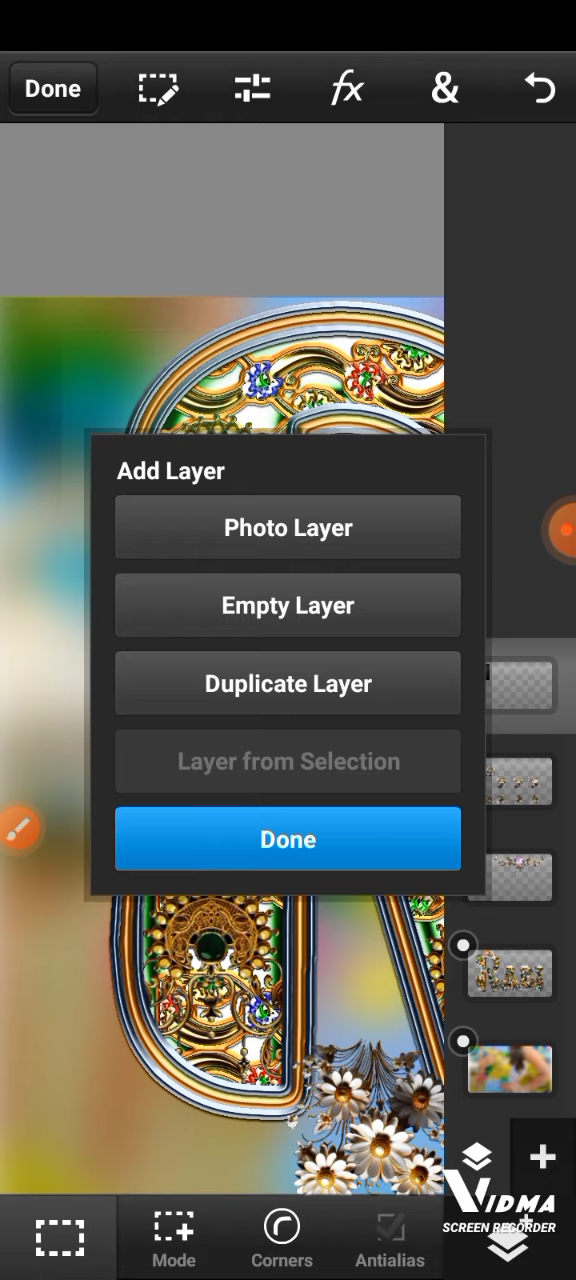 Done
fx
&
Add Layer
Photo Layer
Empty Layer
Duplicate Layer
Layer from Selection
Done
VIDMA
SCREEN RECORDER
Mode
Corners
Antialias